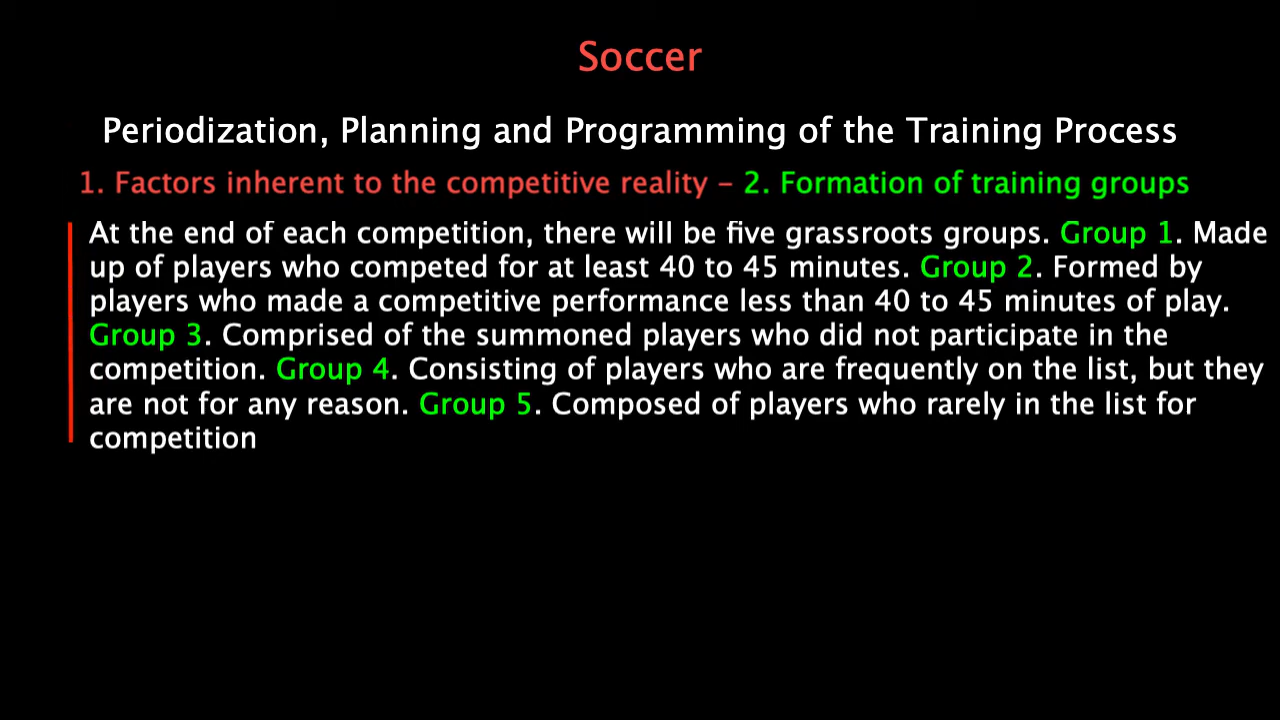 Soccer
Periodization, Planning and Programming of the Training Process
1. Factors inherent to the competitive reality – 2. Formation of training groups
At the end of each competition, there will be five grassroots groups. Group 1. Made
up of players who competed for at least 40 to 45 minutes. Group 2. Formed by
players who made a competitive performance less than 40 to 45 minutes of play.
Group 3. Comprised of the summoned players who did not participate in the
competition. Group 4. Consisting of players who are frequently on the list, but they
are not for any reason. Group 5. Composed of players who rarely in the list for
competition